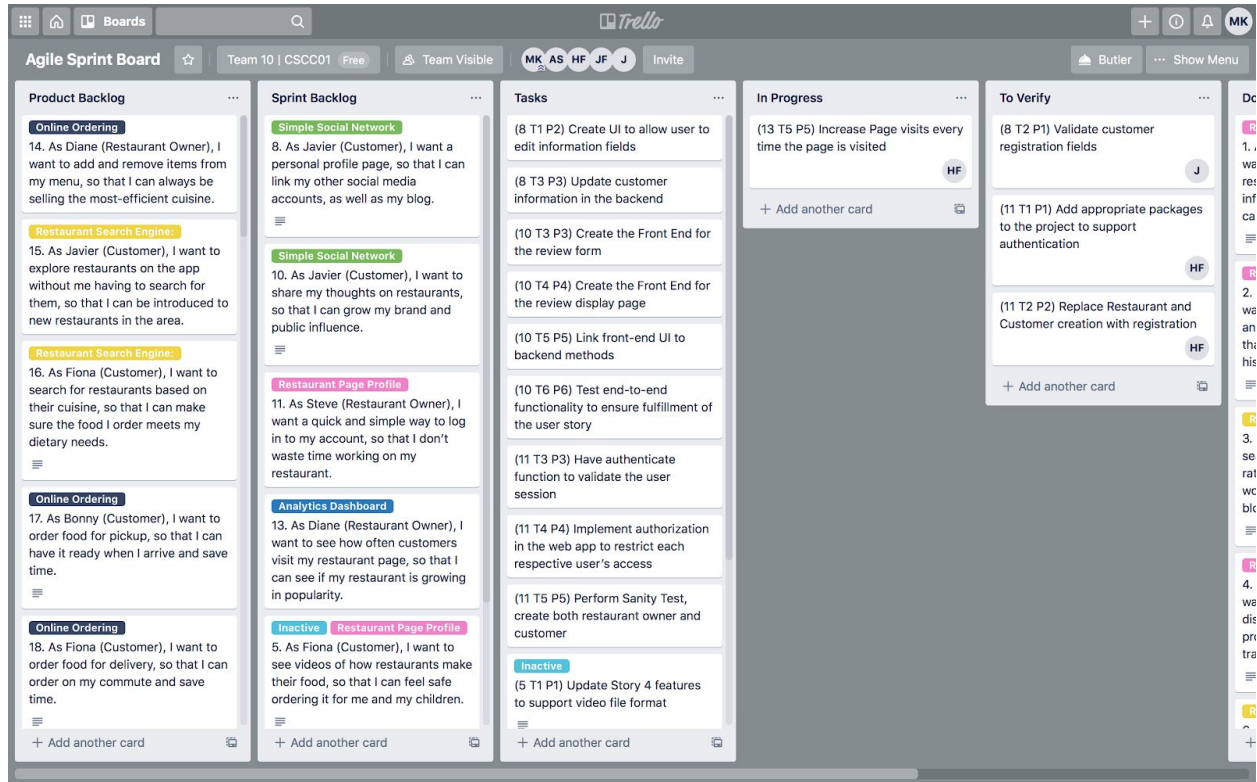 Boards
Trello
MK
Agile Sprint Board
Team 10 | CSCC01 Free
Team Visible
MK AS HF JF J
Invite
Butler
... Show Menu
Product Backlog
...
Online Ordering
14. As Diane (Restaurant Owner), I
want to add and remove items from
my menu, so that I can always be
selling the most-efficient cuisine.
Restaurant Search Engine:
15. As Javier (Customer), I want to
explore restaurants on the app
without me having to search for
them, so that I can be introduced to
new restaurants in the area.
Restaurant Search Engine:
16. As Fiona (Customer), I want to
search for restaurants based on
their cuisine, so that I can make
sure the food I order meets my
dietary needs.
Online Ordering
17. As Bonny (Customer), I want to
order food for pickup, so that I can
have it ready when I arrive and save
time.
Online Ordering
18. As Fiona (Customer), I want to
order food for delivery, so that I can
order on my commute and save
time.
+ Add another card
Sprint Backlog
...
Simple Social Network
8. As Javier (Customer), I want a
personal profile page, so that I can
link my other social media
accounts, as well as my blog.
Simple Social Network
10. As Javier (Customer), I want to
share my thoughts on restaurants,
so that I can grow my brand and
public influence.
Restaurant Page Profile
11. As Steve (Restaurant Owner), I
want a quick and simple way to log
in to my account, so that I don't
waste time working on my
restaurant.
Analytics Dashboard
13. As Diane (Restaurant Owner), I
want to see how often customers
visit my restaurant page, so that I
can see if my restaurant is growing
in popularity.
Inactive Restaurant Page Profile
5. As Fiona (Customer), I want to
see videos of how restaurants make
their food, so that I can feel safe
ordering it for me and my children.
+ Add another card
Tasks
...
(8 T1 P2) Create UI to allow user to
edit information fields
(8 T3 P3) Update customer
information in the backend
(10 T3 P3) Create the Front End for
the review form
(10 T4 P4) Create the Front End for
the review display page
(10 T5 P5) Link front-end UI to
backend methods
(10 T6 P6) Test end-to-end
functionality to ensure fulfillment of
the user story
(11 T3 P3) Have authenticate
function to validate the user
session
(11 T4 P4) Implement authorization
in the web app to restrict each
respective user's access
(11 T5 P5) Perform Sanity Test,
create both restaurant owner and
customer
Inactive
(5 T1 P1) Update Story 4 features
to support video file format
+ Add another card
In Progress
...
(13 T5 P5) Increase Page visits every
time the page is visited
HF
+ Add another card
To Verify
...
(8 T2 P1) Validate customer
registration fields
J
(11 T1 P1) Add appropriate packages
to the project to support
authentication
HF
(11 T2 P2) Replace Restaurant and
Customer creation with registration
HF
+ Add another card
1.
2.
3.
4.